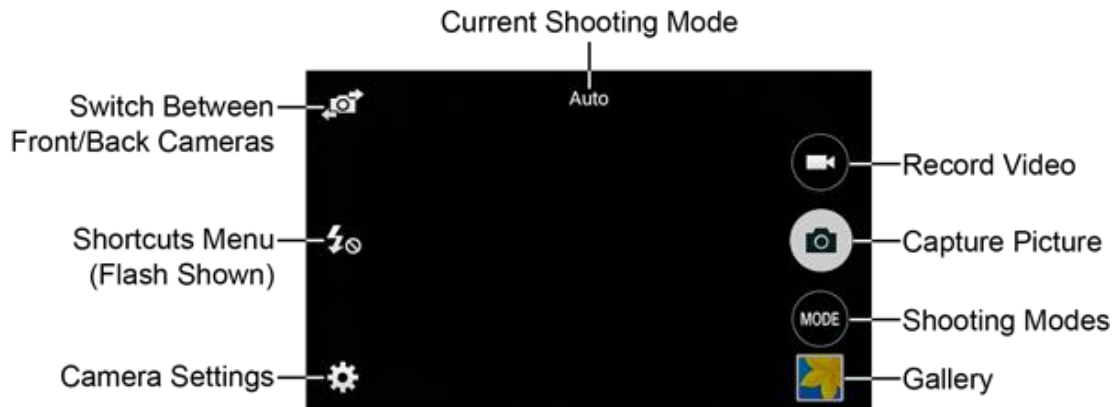 Current Shooting Mode
Auto
Switch Between
Front/Back Cameras
Record Video
Shortcuts Menu
(Flash Shown)
Capture Picture
MODE
Shooting Modes
Camera Settings
Gallery